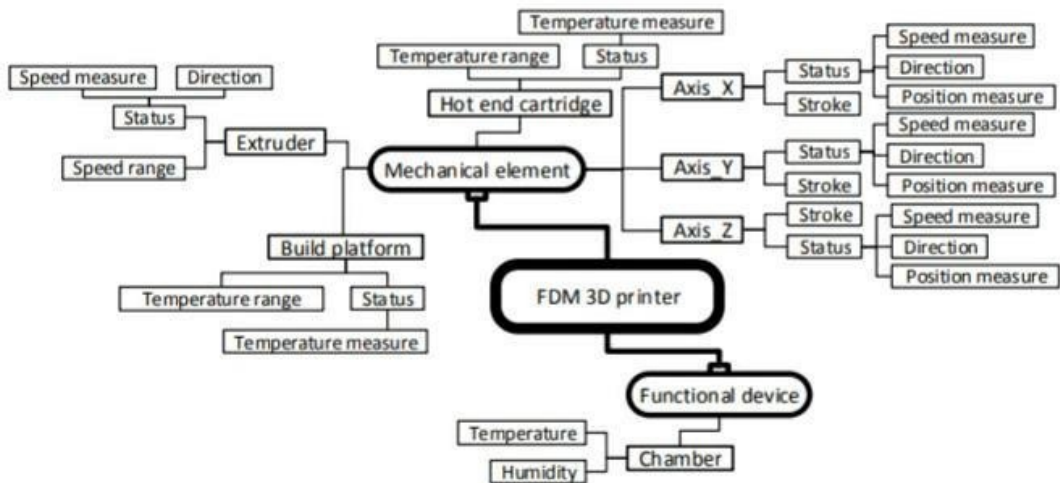 Temperature measure
Speed measure
Temperature range
Status
Speed measure
Direction
Status
Direction
Axis_X
Status
Hot end cartridge
Stroke
Position measure
Extruder
Speed measure
Speed range
Mechanical element
Axis_Y
Status
Direction
Stroke
Position measure
Build platform
Axis_Z
Stroke
Speed measure
Status
Direction
Temperature range
Status
FDM 3D printer
Position measure
Temperature measure
Functional device
Temperature
Humidity
Chamber